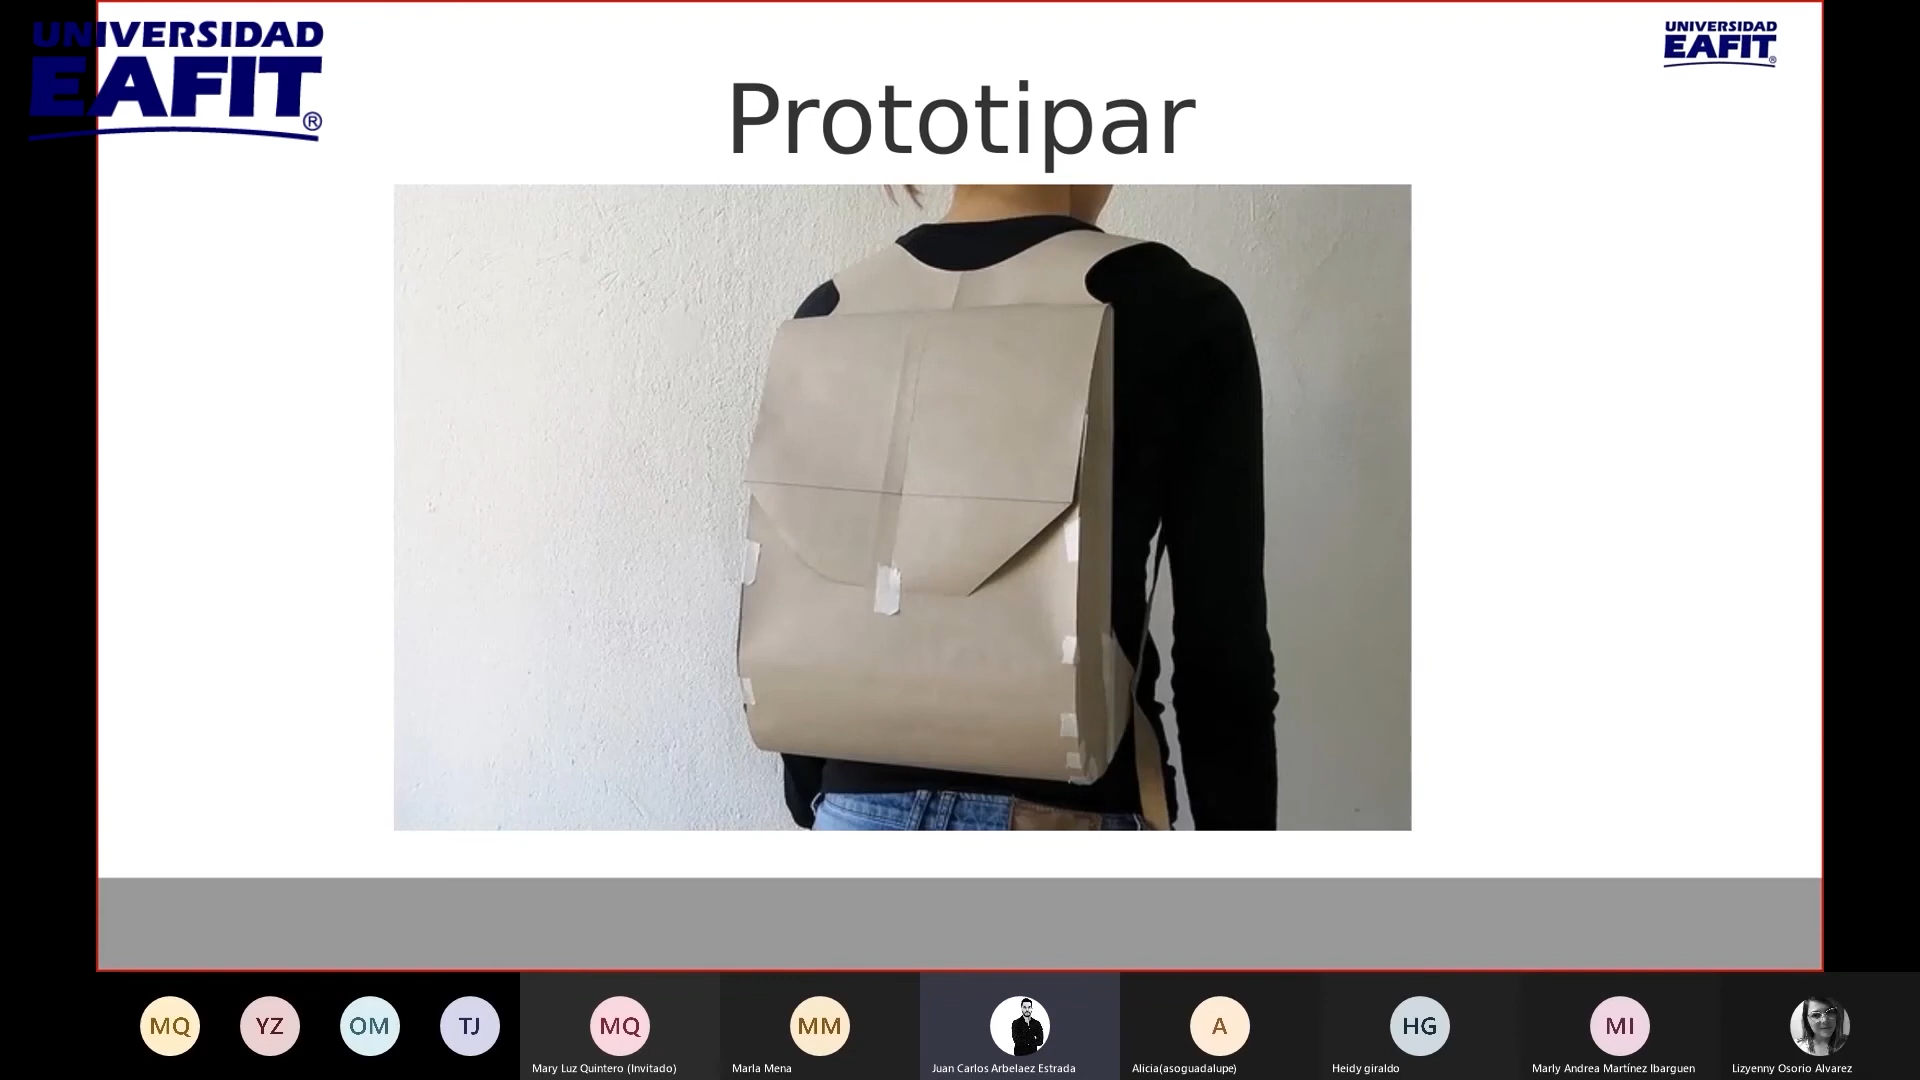 UNIVERSIDAD
EAFIT®
UNIVERSIDAD
EAFIT®
Prototipar
MQ
YZ
OM
TJ
MQ
MM
A
HG
MI
Mary Luz Quintero (Invitado)
Marla Mena
Juan Carlos Arbelaez Estrada
Alicia(asoguadalupe)
Heidy giraldo
Marly Andrea Martínez Ibarguen
Lizyenny Osorio Alvarez